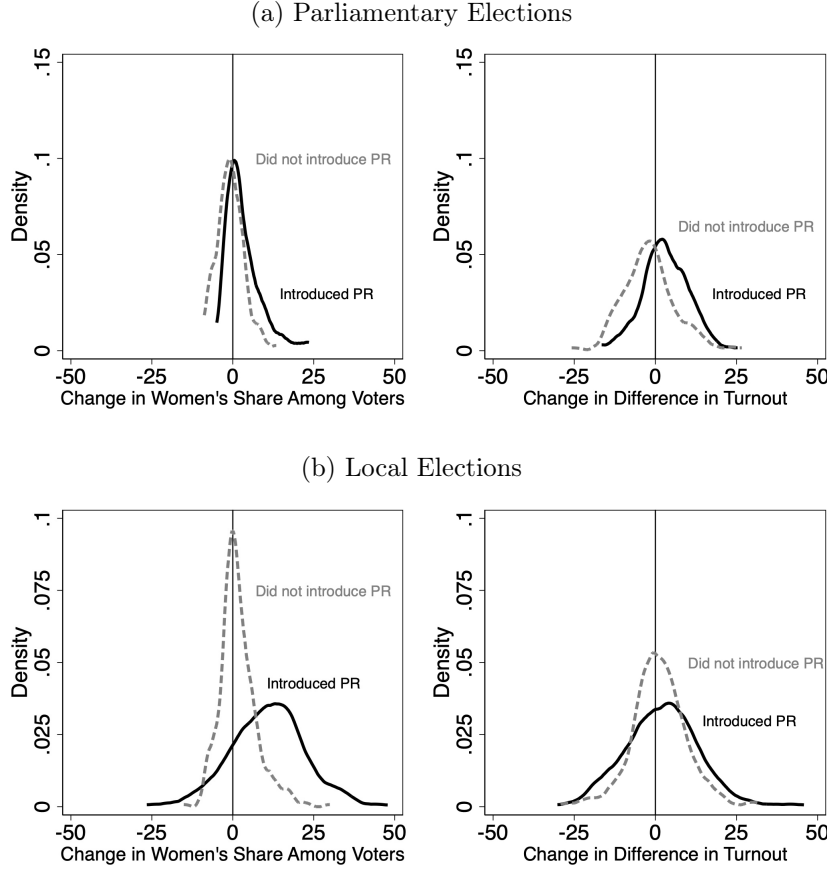 (a) Parliamentary Elections
Density
.15
.1
.05
0
Did not introduce PR
Introduced PR
-50 -25 0 25 50
Change in Women's Share Among Voters
Density
.15
.1
.05
0
Did not introduce PR
Introduced PR
-50 -25 0 25 50
Change in Difference in Turnout
(b) Local Elections
Density
.1
.075
.05
.025
0
Did not introduce PR
Introduced PR
-50 -25 0 25 50
Change in Women's Share Among Voters
Density
.1
.075
.05
.025
0
Did not introduce PR
Introduced PR
-50 -25 0 25 50
Change in Difference in Turnout